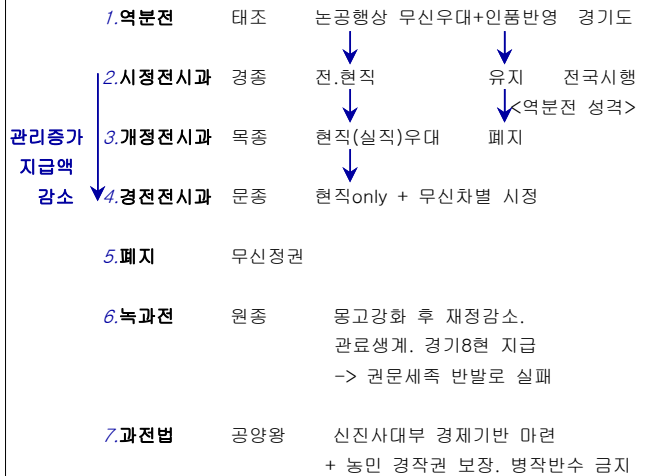 1.역분전 태조 논공행상 무신우대+인품반영 경기도
2.시정전시과 경종 전.현직 유지 전국시행
<역분전 성격>
관리증가 3.개정전시과 목종 현직(실직)우대 폐지
지급액
감소 4.경전전시과 문종 현직only + 무신차별 시정
5.폐지 무신정권
6.녹과전 원종 몽고강화 후 재정감소.
관료생계. 경기8현 지급
-> 권문세족 반발로 실패
7.과전법 공양왕 신진사대부 경제기반 마련
+ 농민 경작권 보장. 병작반수 금지